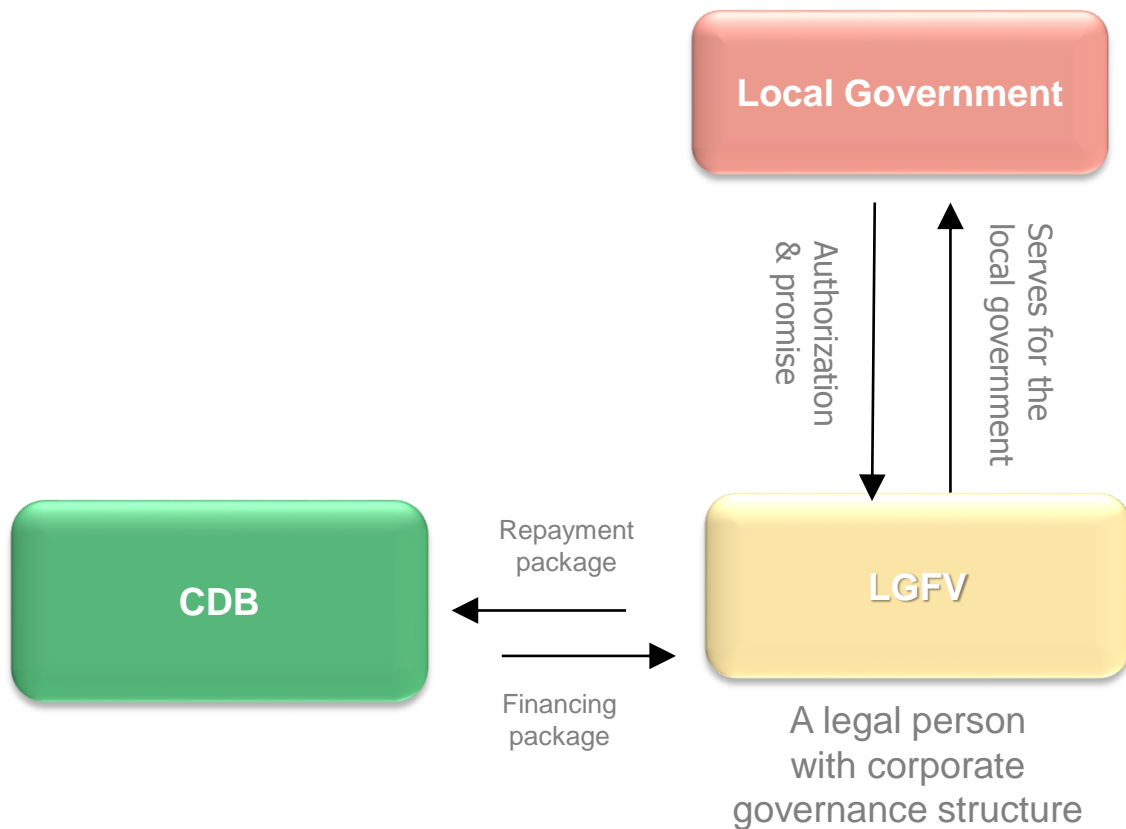 Local Government
Authorization
& promise
Serves for the
local government
CDB
Repayment
package
Financing
package
LGFV
A legal person
with corporate
governance structure